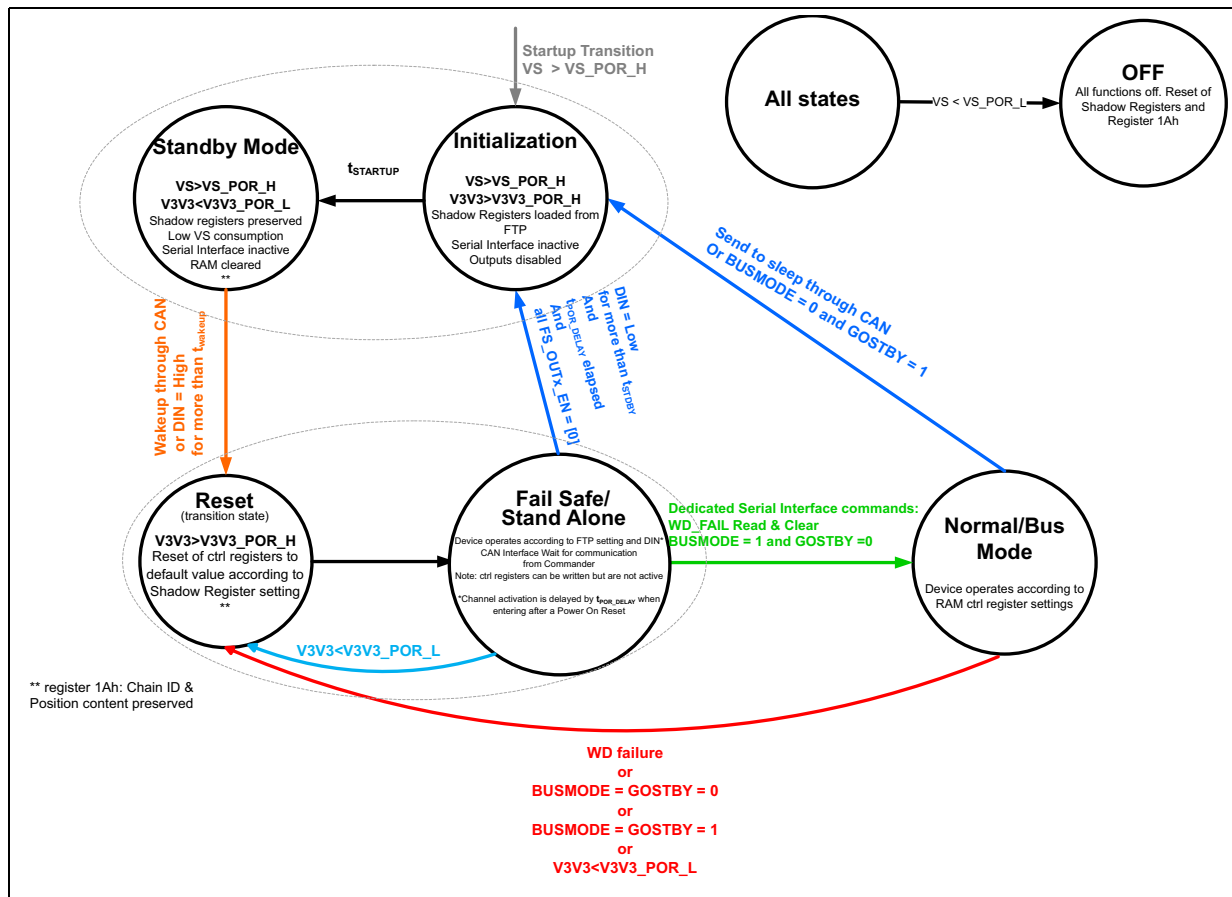 Startup Transition
VS > VS_POR_H
All states
VS < VS_POR_L
OFF
All functions off. Reset of
Shadow Registers and
Register 1Ah
Standby Mode
VS>VS_POR_H
V3V3<V3V3_POR_L
Shadow registers preserved
Low VS consumption
Serial Interface inactive
RAM cleared
**
tSTARTUP
Initialization
VS>VS_POR_H
V3V3>V3V3_POR_H
Shadow Registers loaded from
FTP
Serial Interface inactive
Outputs disabled
Send to sleep through CAN
Or BUSMODE = 0 and GOSTBY = 1
DIN = Low
for more than tSTDBY
And
tPOR_DELAY elapsed
And
all FS_OUTx_EN = [0]
Wakeup through CAN
or DIN = High
for more than twakeup
Reset
(transition state)
V3V3>V3V3_POR_H
Reset of ctrl registers to
default value according to
Shadow Register setting
**
Fail Safe/
Stand Alone
Device operates according to FTP setting and DIN*
CAN Interface Wait for communication
from Commander
Note: ctrl registers can be written but are not active
*Channel activation is delayed by tPOR_DELAY when
entering after a Power On Reset
Dedicated Serial Interface commands:
WD_FAIL Read & Clear
BUSMODE = 1 and GOSTBY =0
Normal/Bus
Mode
Device operates according to
RAM ctrl register settings
V3V3<V3V3_POR_L
** register 1Ah: Chain ID &
Position content preserved
WD failure
or
BUSMODE = GOSTBY = 0
or
BUSMODE = GOSTBY = 1
or
V3V3<V3V3_POR_L